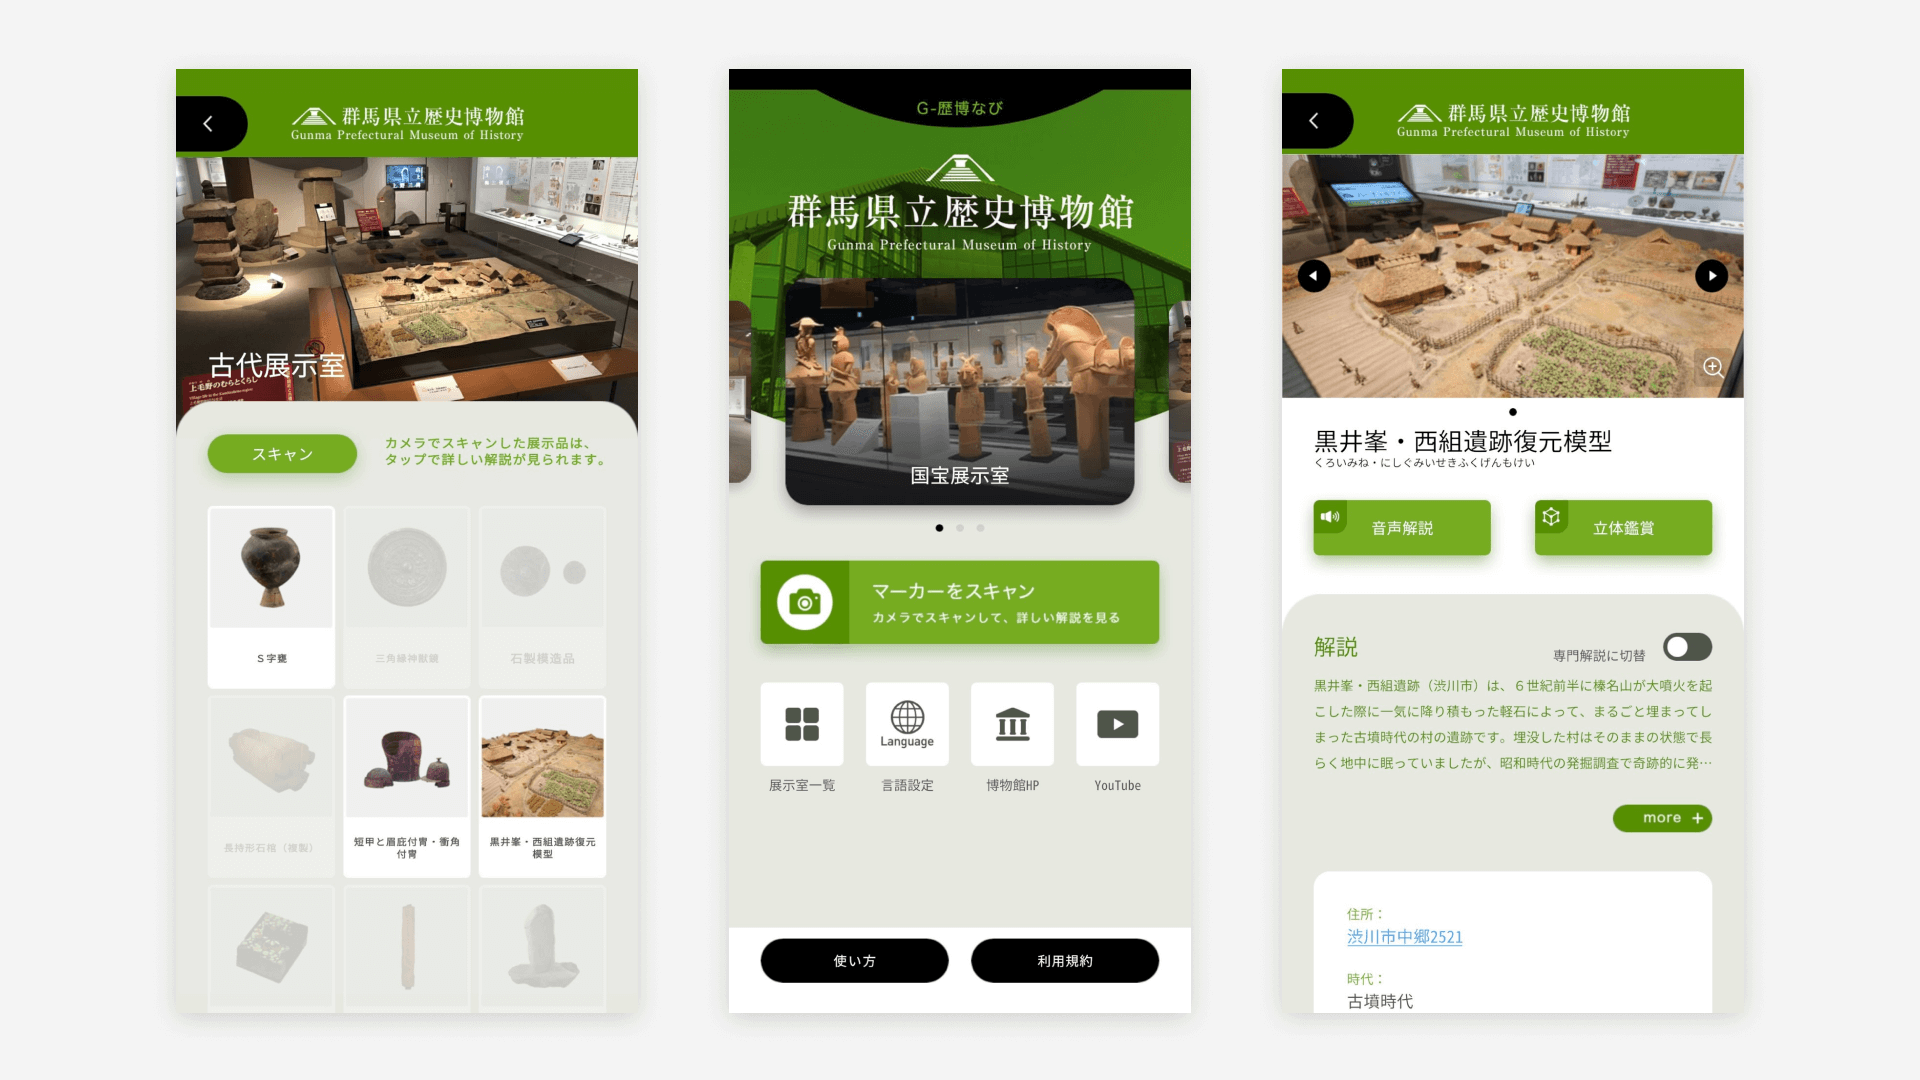 群馬県立歴史博物館
Gunma Prefectural Museum of History
上毛野のむらとくらし
古代展示室
スキャン
カメラでスキャンした展示品は、
タップで詳しい解説が見られます。
S字甕
三角縁神獣鏡
石製模造品
長持形石棺（複製）
短甲と眉庇付冑・衝角
付冑
黒井峯・西組遺跡復元
模型
G-歴博なび
群馬県立歴史博物館
Gunma Prefectural Museum of History
国宝展示室
マーカーをスキャン
カメラでスキャンして、詳しい解説を見る
Language
展示室一覧
言語設定
博物館HP
YouTube
使い方
利用規約
群馬県立歴史博物館
Gunma Prefectural Museum of History
黒井峯・西組遺跡復元模型
くろいみね・にしぐみいせきふくげんもけい
音声解説
立体鑑賞
解説
専門解説に切替
黒井峯・西組遺跡（渋川市）は、６世紀前半に榛名山が大噴火を起
こした際に一気に降り積もった軽石によって、まるごと埋まってし
まった古墳時代の村の遺跡です。埋没した村はそのままの状態で長
らく地中に眠っていましたが、昭和時代の発掘調査で奇跡的に発…
more +
住所：
渋川市中郷2521
時代：
古墳時代